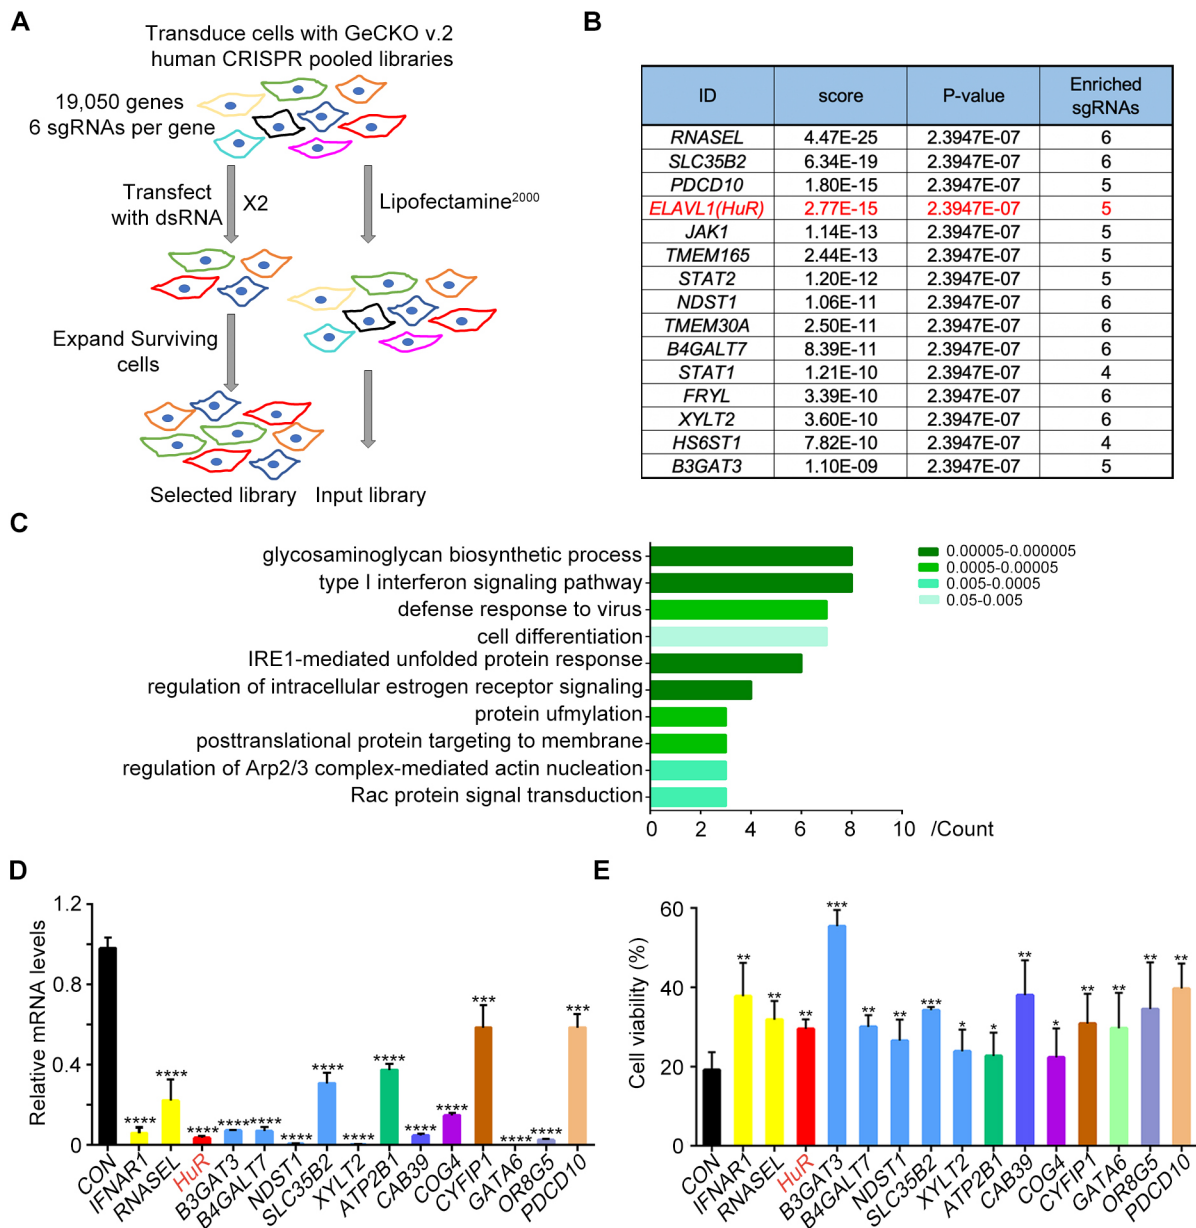 A
Transduce cells with GeCKO v.2
human CRISPR pooled libraries
19,050 genes
6 sgRNAs per gene
Transfect
with dsRNA
X2
Lipofectamine2000
Expand Surviving
cells
Selected library
Input library
B
ID score P-value Enriched sgRNAs
RNASEL 4.47E-25 2.3947E-07 6
SLC35B2 6.34E-19 2.3947E-07 6
PDCD10 1.80E-15 2.3947E-07 5
ELAVL1(HuR) 2.77E-15 2.3947E-07 5
JAK1 1.14E-13 2.3947E-07 5
TMEM165 2.44E-13 2.3947E-07 5
STAT2 1.20E-12 2.3947E-07 5
NDST1 1.06E-11 2.3947E-07 6
TMEM30A 2.50E-11 2.3947E-07 6
B4GALT7 8.39E-11 2.3947E-07 6
STAT1 1.21E-10 2.3947E-07 4
FRYL 3.39E-10 2.3947E-07 6
XYLT2 3.60E-10 2.3947E-07 6
HS6ST1 7.82E-10 2.3947E-07 4
B3GAT3 1.10E-09 2.3947E-07 5
C
glycosaminoglycan biosynthetic process
type I interferon signaling pathway
defense response to virus
cell differentiation
IRE1-mediated unfolded protein response
regulation of intracellular estrogen receptor signaling
protein ufmylation
posttranslational protein targeting to membrane
regulation of Arp2/3 complex-mediated actin nucleation
Rac protein signal transduction
0 2 4 6 8 10 /Count
0.00005-0.000005
0.0005-0.00005
0.005-0.0005
0.05-0.005
D
Relative mRNA levels
1.2
0.8
0.4
0
**** **** **** **** **** **** **** **** **** **** **** *** **** **** ***
CON IFNAR1 RNASEL HuR B3GAT3 B4GALT7 NDST1 SLC35B2 XYLT2 ATP2B1 CAB39 COG4 CYFIP1 GATA6 OR8G5 PDCD10
E
Cell viability (%)
60
40
20
0
** ** ** *** ** ** *** * * ** * ** ** ** **
CON IFNAR1 RNASEL HuR B3GAT3 B4GALT7 NDST1 SLC35B2 XYLT2 ATP2B1 CAB39 COG4 CYFIP1 GATA6 OR8G5 PDCD10